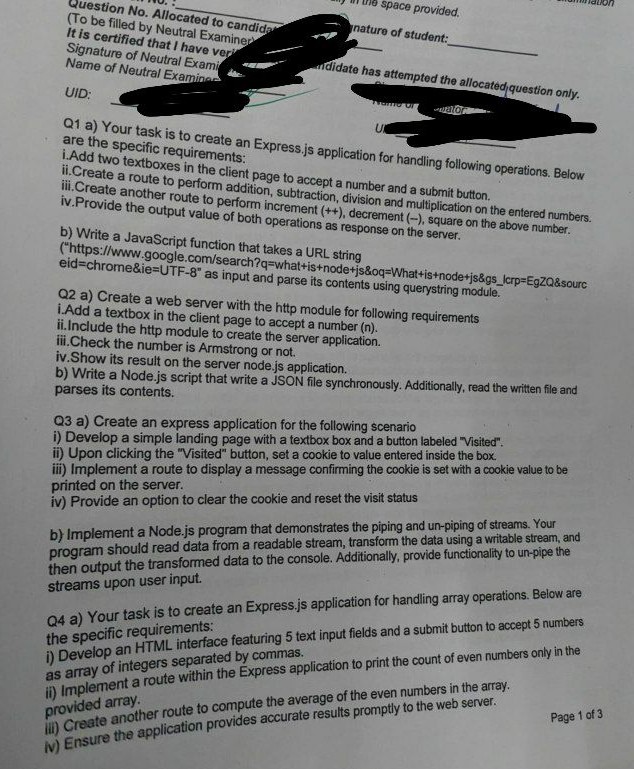 in the space provided.
Question No. Allocated to
nature of student:
(To be filled by Neutral Examiner)
It is certified that I have
ndidate has attempted the allocated question only.
Signature of Neutral
Name of Neutral Examiner
UID:
Q1 a) Your task is to create an Express.js application for handling following operations. Below
are the specific requirements:
i.Add two textboxes in the client page to accept a number and a submit button.
ii.Create a route to perform addition, subtraction, division and multiplication on the entered numbers.
iii.Create another route to perform increment (++), decrement (--), square on the above number.
iv.Provide the output value of both operations as response on the server.
b) Write a JavaScript function that takes a URL string
("https://www.google.com/search?q=what+is+node+js&oq=What+is+node+js&gs_lcrp=EgZQ&sourc
eid=chrome&ie=UTF-8" as input and parse its contents using querystring module.
Q2 a) Create a web server with the http module for following requirements
i.Add a textbox in the client page to accept a number (n).
ii.Include the http module to create the server application.
iii.Check the number is Armstrong or not.
iv.Show its result on the server node.js application.
b) Write a Node.js script that write a JSON file synchronously. Additionally, read the written file and
parses its contents.
Q3 a) Create an express application for the following scenario
i) Develop a simple landing page with a textbox box and a button labeled "Visited".
ii) Upon clicking the "Visited" button, set a cookie to value entered inside the box.
iii) Implement a route to display a message confirming the cookie is set with a cookie value to be
printed on the server.
iv) Provide an option to clear the cookie and reset the visit status
b) Implement a Node.js program that demonstrates the piping and un-piping of streams. Your
program should read data from a readable stream, transform the data using a writable stream, and
then output the transformed data to the console. Additionally, provide functionality to un-pipe the
streams upon user input.
Q4 a) Your task is to create an Express.js application for handling array operations. Below are
the specific requirements:
i) Develop an HTML interface featuring 5 text input fields and a submit button to accept 5 numbers
as array of integers separated by commas.
ii) Implement a route within the Express application to print the count of even numbers only in the
provided array.
iii) Create another route to compute the average of the even numbers in the array.
iv) Ensure the application provides accurate results promptly to the web server.
Page 1 of 3